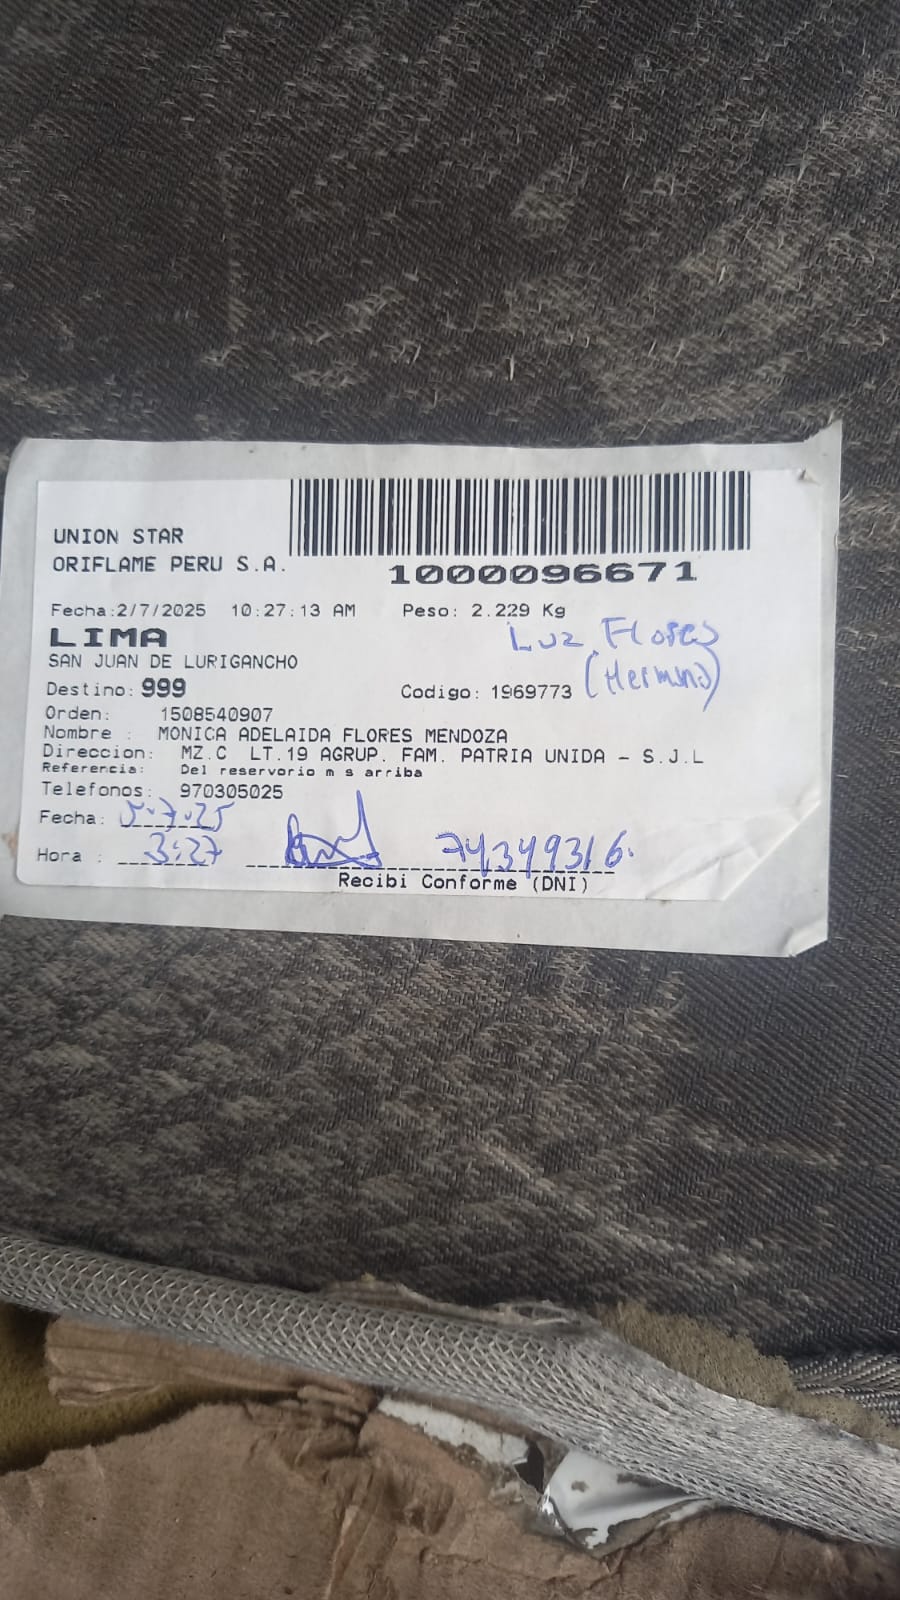 UNION STAR
ORIFLAME PERU S.A.
1000096671
Fecha:2/7/2025 10:27:13 AM Peso: 2.229 Kg
LIMA
Luz Flores
SAN JUAN DE LURIGANCHO
(Hermana)
Destino: 999 Codigo: 1969773
Orden: 1508540907
Nombre : MONICA ADELAIDA FLORES MENDOZA
Direccion: MZ.C LT.19 AGRUP. FAM. PATRIA UNIDA - S.J.L
Referencia: Del reservorio m s arriba
Telefonos: 970305025
Fecha: 5.7.25
Hora : 3:27 74349316.
Recibi Conforme (DNI)